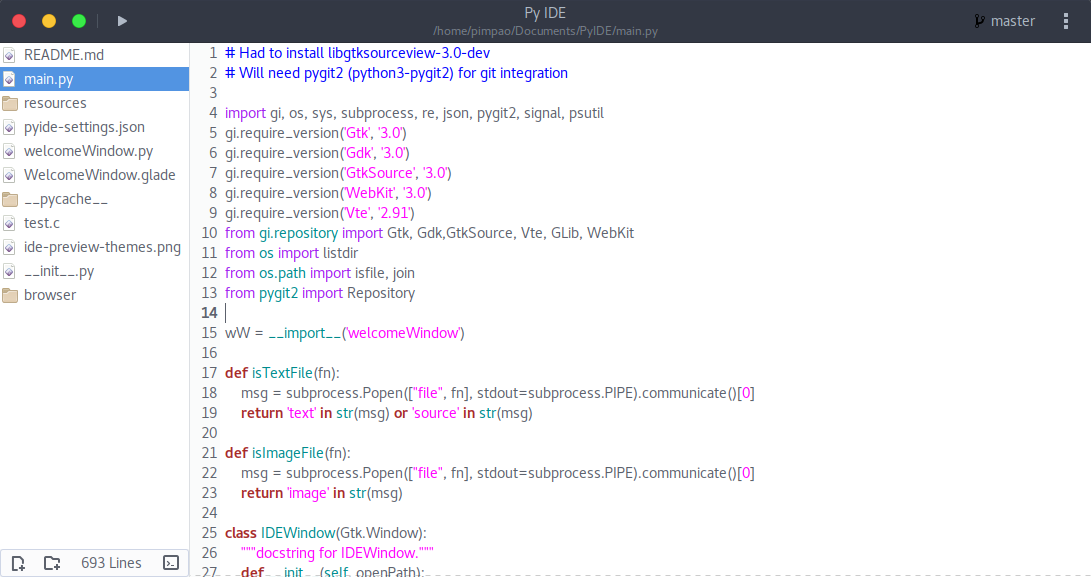 Py IDE
/home/pimpao/Documents/PyIDE/main.py
master
README.md
main.py
resources
pyide-settings.json
welcomeWindow.py
WelcomeWindow.glade
__pycache__
test.c
ide-preview-themes.png
__init__.py
browser
693 Lines
1 # Had to install libgtksourceview-3.0-dev
2 # Will need pygit2 (python3-pygit2) for git integration
3
4 import gi, os, sys, subprocess, re, json, pygit2, signal, psutil
5 gi.require_version('Gtk', '3.0')
6 gi.require_version('Gdk', '3.0')
7 gi.require_version('GtkSource', '3.0')
8 gi.require_version('WebKit', '3.0')
9 gi.require_version('Vte', '2.91')
10 from gi.repository import Gtk, Gdk,GtkSource, Vte, GLib, WebKit
11 from os import listdir
12 from os.path import isfile, join
13 from pygit2 import Repository
14
15 wW = __import__('welcomeWindow')
16
17 def isTextFile(fn):
18 msg = subprocess.Popen(["file", fn], stdout=subprocess.PIPE).communicate()[0]
19 return 'text' in str(msg) or 'source' in str(msg)
20
21 def isImageFile(fn):
22 msg = subprocess.Popen(["file", fn], stdout=subprocess.PIPE).communicate()[0]
23 return 'image' in str(msg)
24
25 class IDEWindow(Gtk.Window):
26 """docstring for IDEWindow."""
27 def __init__(self, openPath):